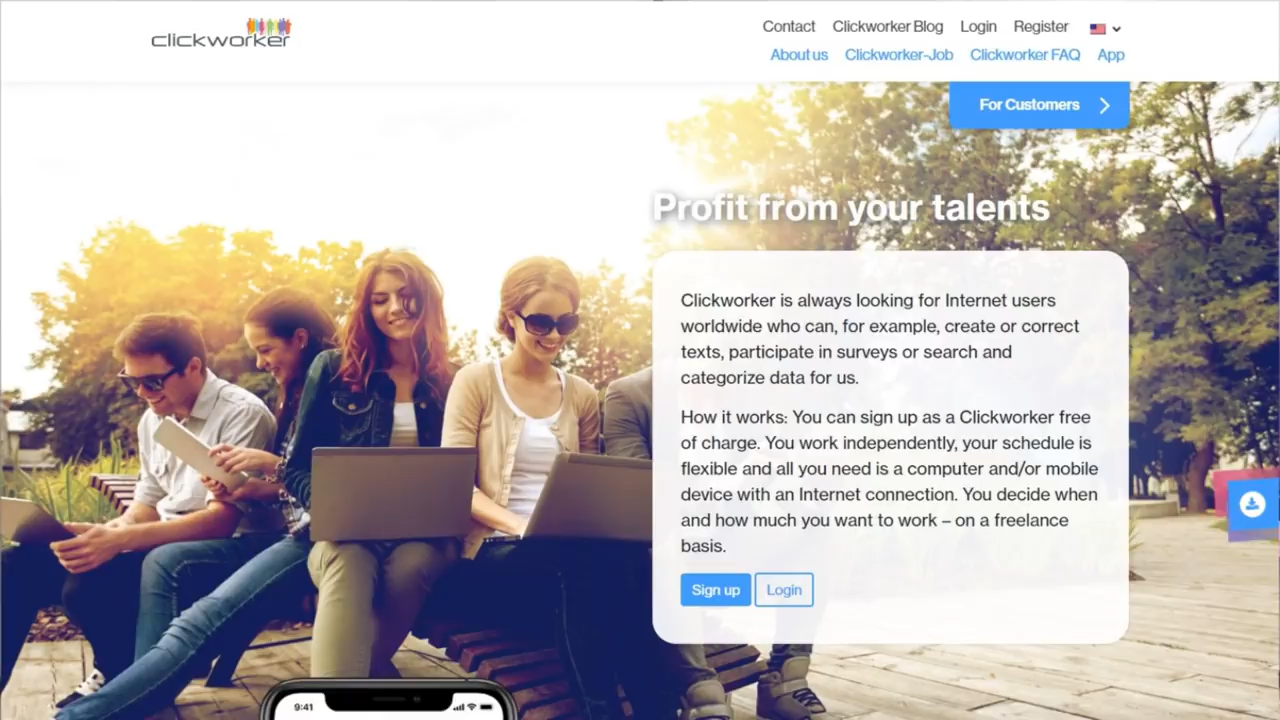 clickworker
Contact Clickworker Blog Login Register
About us Clickworker-Job Clickworker FAQ App
For Customers
Profit from your talents
Clickworker is always looking for Internet users
worldwide who can, for example, create or correct
texts, participate in surveys or search and
categorize data for us.
How it works: You can sign up as a Clickworker free
of charge. You work independently, your schedule is
flexible and all you need is a computer and/or mobile
device with an Internet connection. You decide when
and how much you want to work – on a freelance
basis.
Sign up Login
9:41